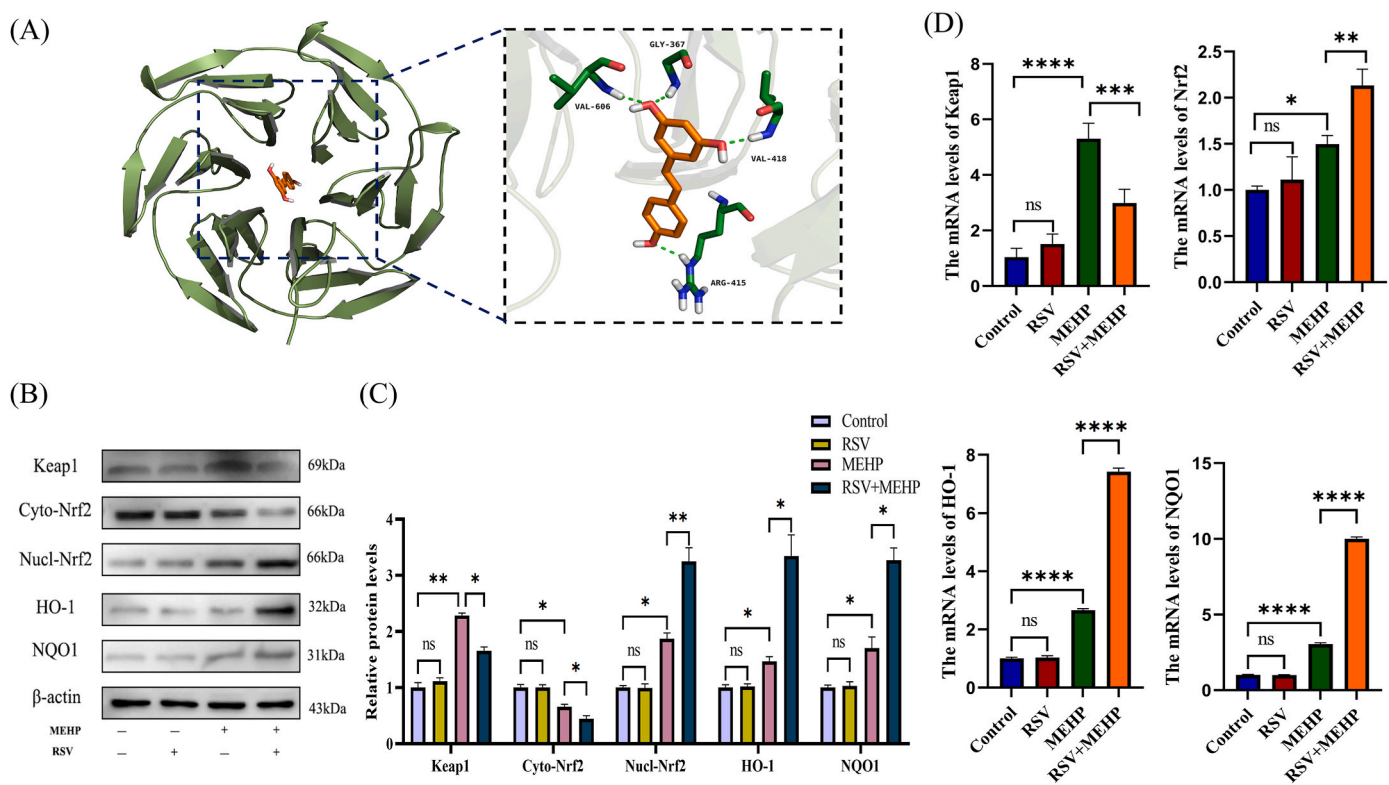 (A)
GLY-367
VAL-606
VAL-418
ARG-415
(B)
Keap1
69kDa
Cyto-Nrf2
66kDa
Nucl-Nrf2
66kDa
HO-1
32kDa
NQO1
31kDa
β-actin
43kDa
MEHP — — + +
RSV — + — +
(C)
Control
RSV
MEHP
RSV+MEHP
Relative protein levels
4
3
2
1
0
ns ** *
ns * *
ns * **
ns * *
ns * *
Keap1 Cyto-Nrf2 Nucl-Nrf2 HO-1 NQO1
(D)
The mRNA levels of Keap1
8
6
4
2
0
ns
****
***
Control RSV MEHP RSV+MEHP
The mRNA levels of Nrf2
2.5
2.0
1.5
1.0
0.5
0.0
ns
*
**
Control RSV MEHP RSV+MEHP
The mRNA levels of HO-1
8
6
4
2
0
ns
****
****
Control RSV MEHP RSV+MEHP
The mRNA levels of NQO1
15
10
5
0
ns
****
****
Control RSV MEHP RSV+MEHP